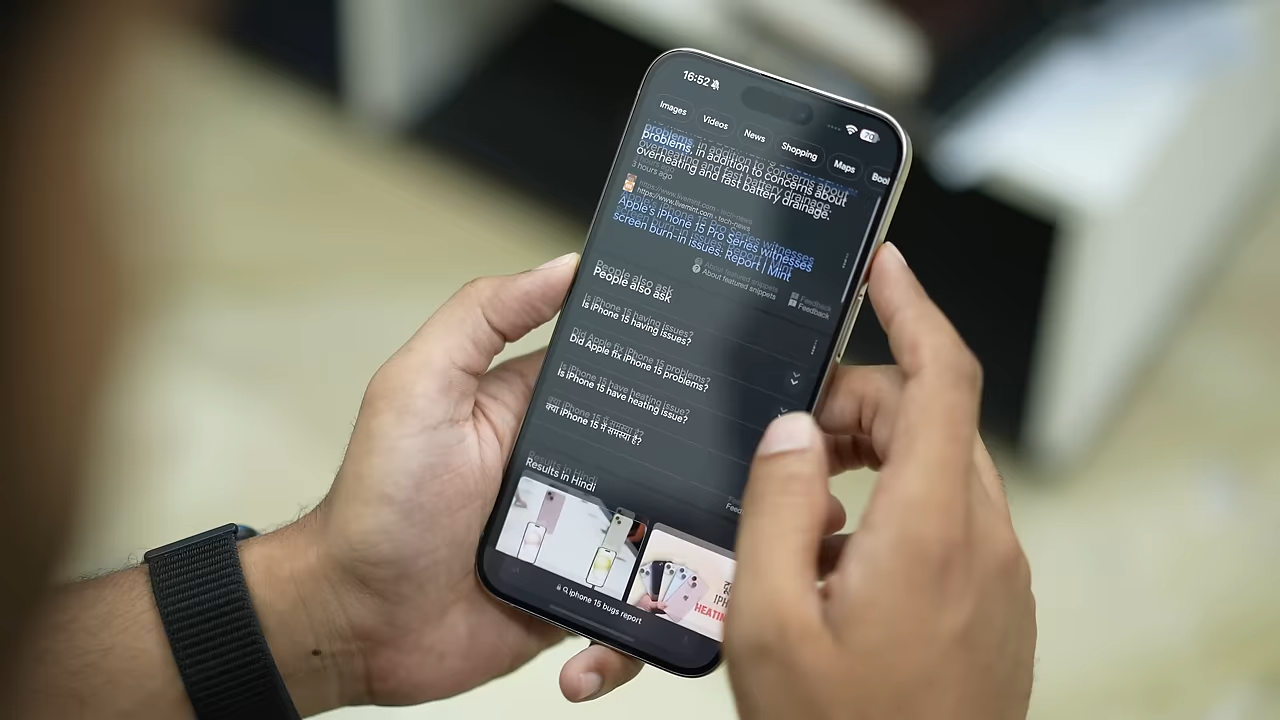 16:52
70
Images
Videos
News
Shopping
Maps
problems, in addition to concerns about
overheating and fast battery drainage.
3 hours ago
https://www.livemint.com › tech-news
Apple's iPhone 15 Pro Series witnesses
screen burn-in issues: Report | Mint
About featured snippets
Feedback
People also ask
Is iPhone 15 having issues?
Did Apple fix iPhone 15 problems?
Is iPhone 15 have heating issue?
क्या iPhone 15 में समस्या है?
Feed
Results in Hindi
HEATIN
iphone 15 bugs report